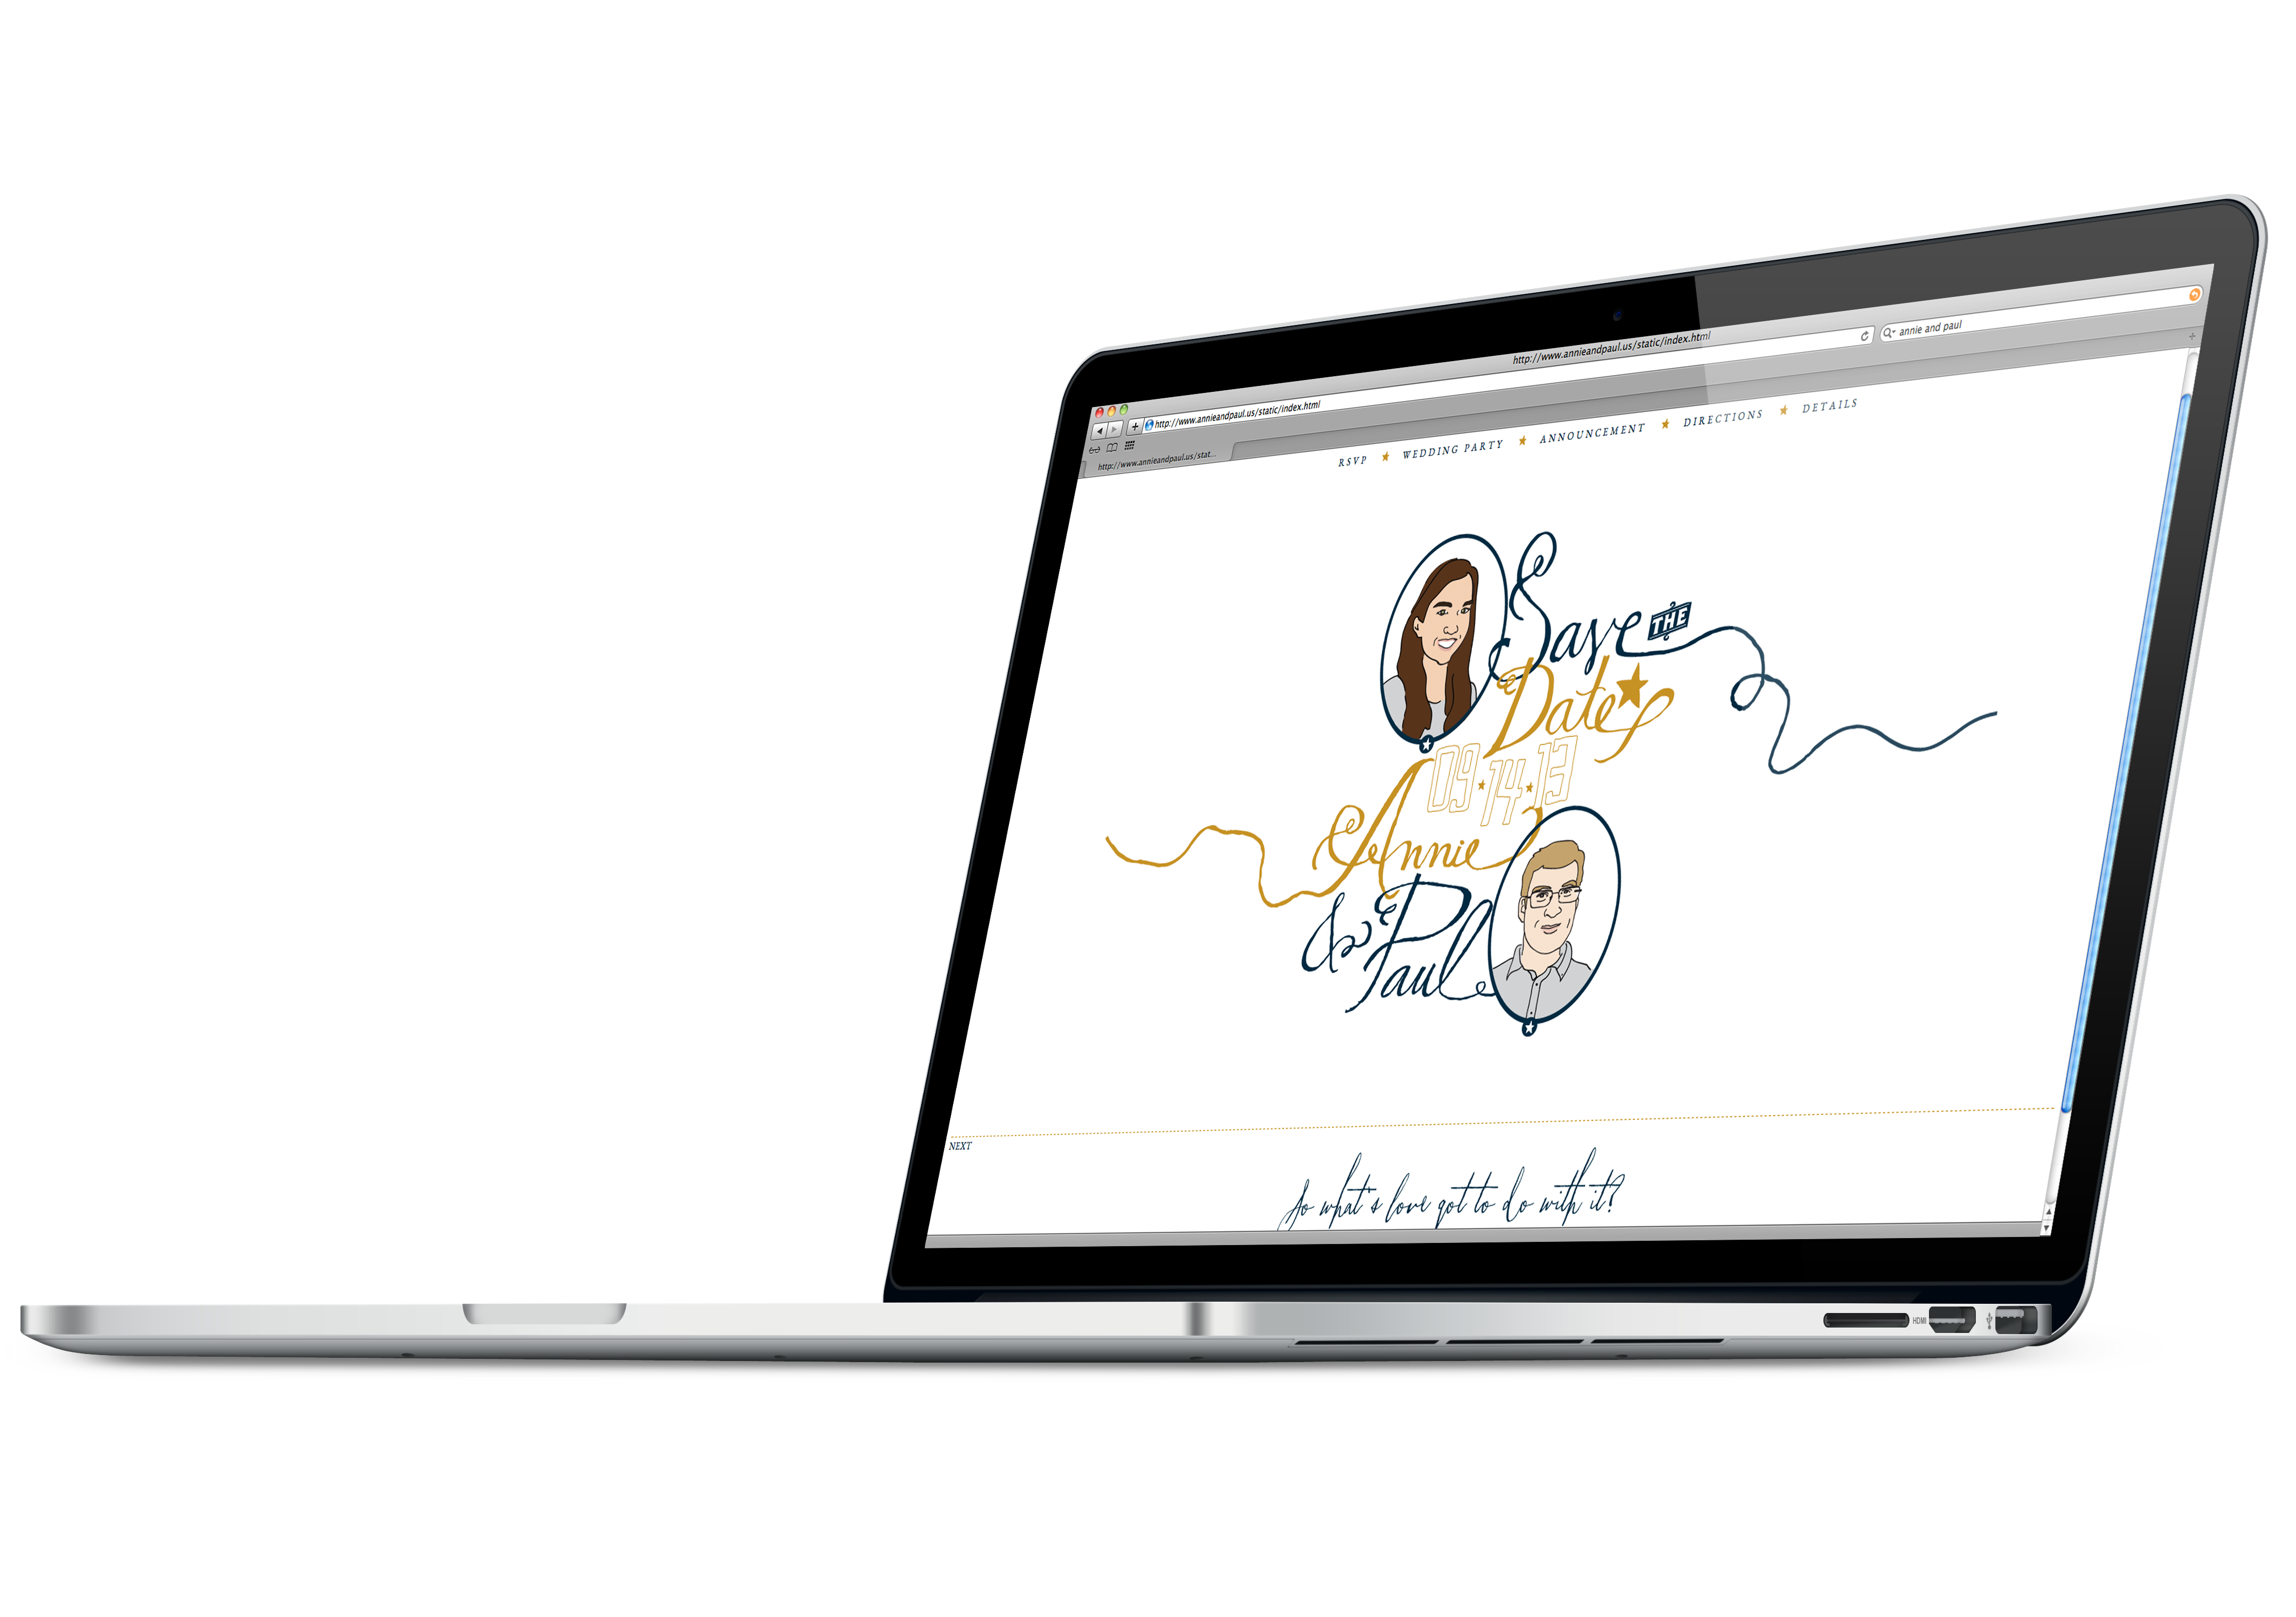 http://www.annieandpaul.us/static/index.html
http://www.annieandpaul.us/static/index.html
annie and paul
http://www.annieandpaul.us/stat...
RSVP ★ WEDDING PARTY ★ ANNOUNCEMENT ★ DIRECTIONS ★ DETAILS
Save THE
Date
09★14★13
Annie
& Paul
NEXT
So what's love got to do with it?
HDMI